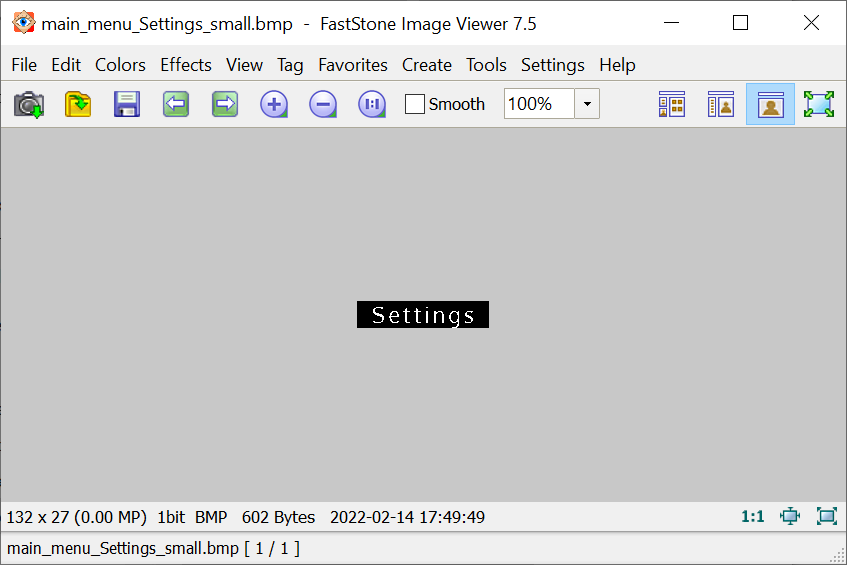 main_menu_Settings_small.bmp - FastStone Image Viewer 7.5
File Edit Colors Effects View Tag Favorites Create Tools Settings Help
1:1 Smooth 100%
Settings
132 x 27 (0.00 MP) 1bit BMP 602 Bytes 2022-02-14 17:49:49 1:1
main_menu_Settings_small.bmp [ 1 / 1 ]